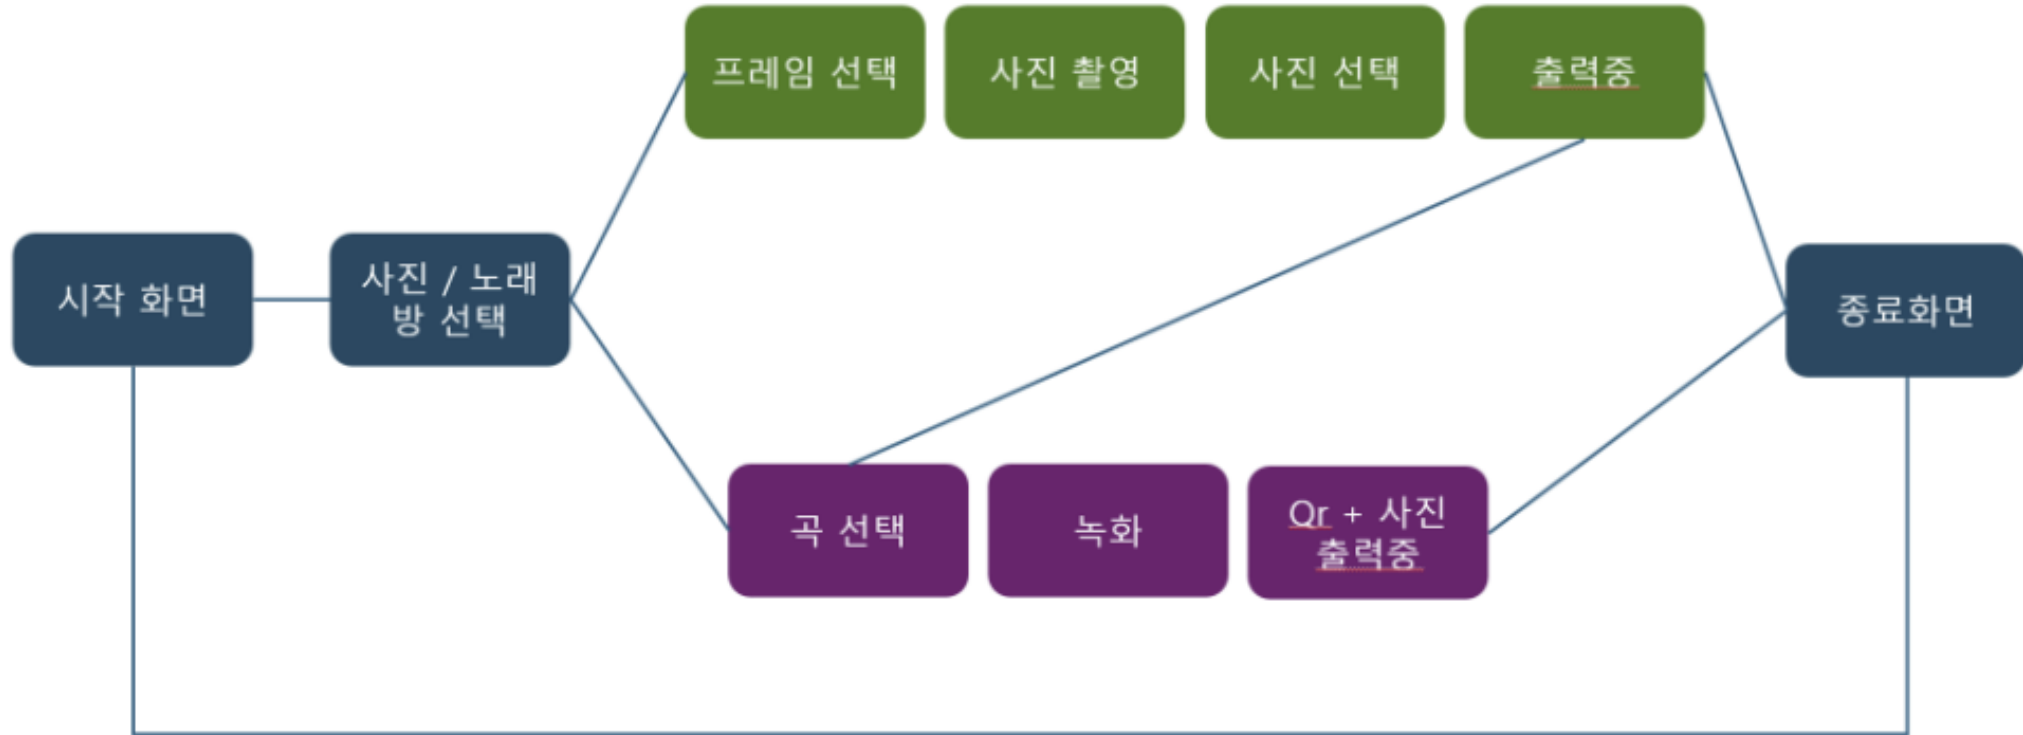 프레임 선택
사진 촬영
사진 선택
출력중
시작 화면
사진 / 노래
방 선택
종료화면
곡 선택
녹화
Qr + 사진
출력중